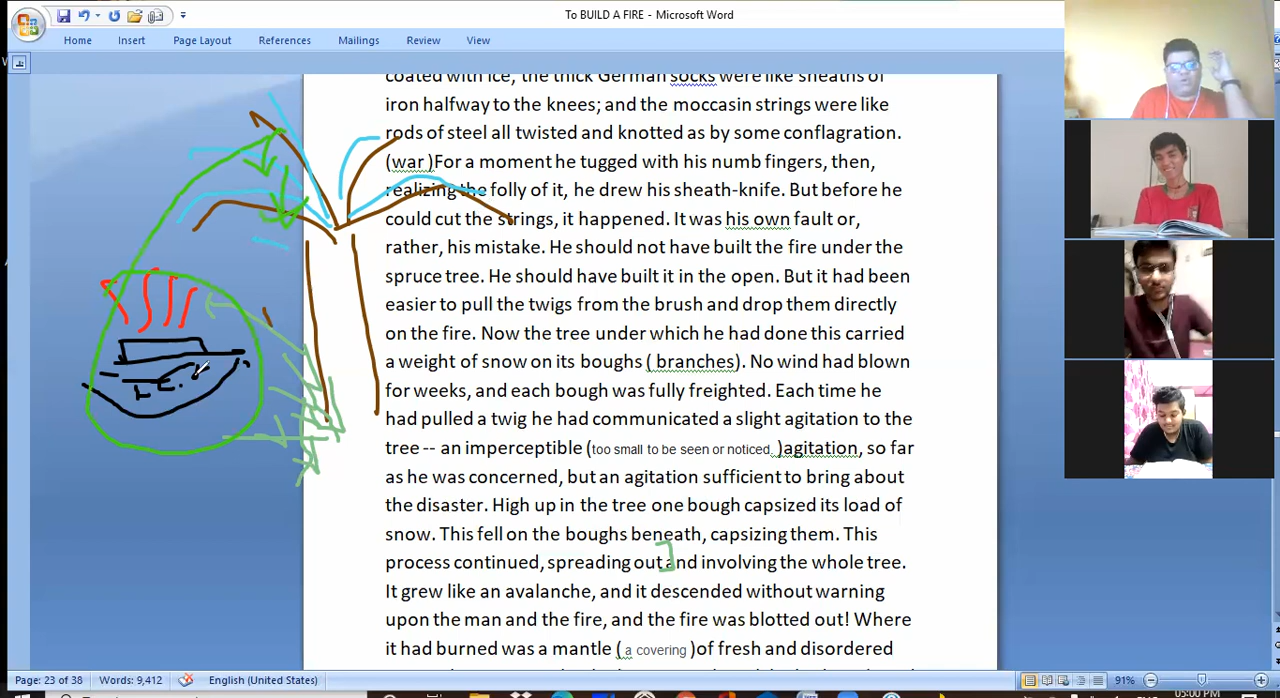 To BUILD A FIRE - Microsoft Word
Home Insert Page Layout References Mailings Review View
coated with ice, the thick German socks were like sheaths of
iron halfway to the knees; and the moccasin strings were like
rods of steel all twisted and knotted as by some conflagration.
(war )For a moment he tugged with his numb fingers, then,
realizing the folly of it, he drew his sheath-knife. But before he
could cut the strings, it happened. It was his own fault or,
rather, his mistake. He should not have built the fire under the
spruce tree. He should have built it in the open. But it had been
easier to pull the twigs from the brush and drop them directly
on the fire. Now the tree under which he had done this carried
a weight of snow on its boughs ( branches). No wind had blown
for weeks, and each bough was fully freighted. Each time he
had pulled a twig he had communicated a slight agitation to the
tree -- an imperceptible (too small to be seen or noticed. )agitation, so far
as he was concerned, but an agitation sufficient to bring about
the disaster. High up in the tree one bough capsized its load of
snow. This fell on the boughs beneath, capsizing them. This
process continued, spreading out and involving the whole tree.
It grew like an avalanche, and it descended without warning
upon the man and the fire, and the fire was blotted out! Where
it had burned was a mantle ( a covering )of fresh and disordered
Page: 23 of 38 Words: 9,412 English (United States) 91%
05:00 PM